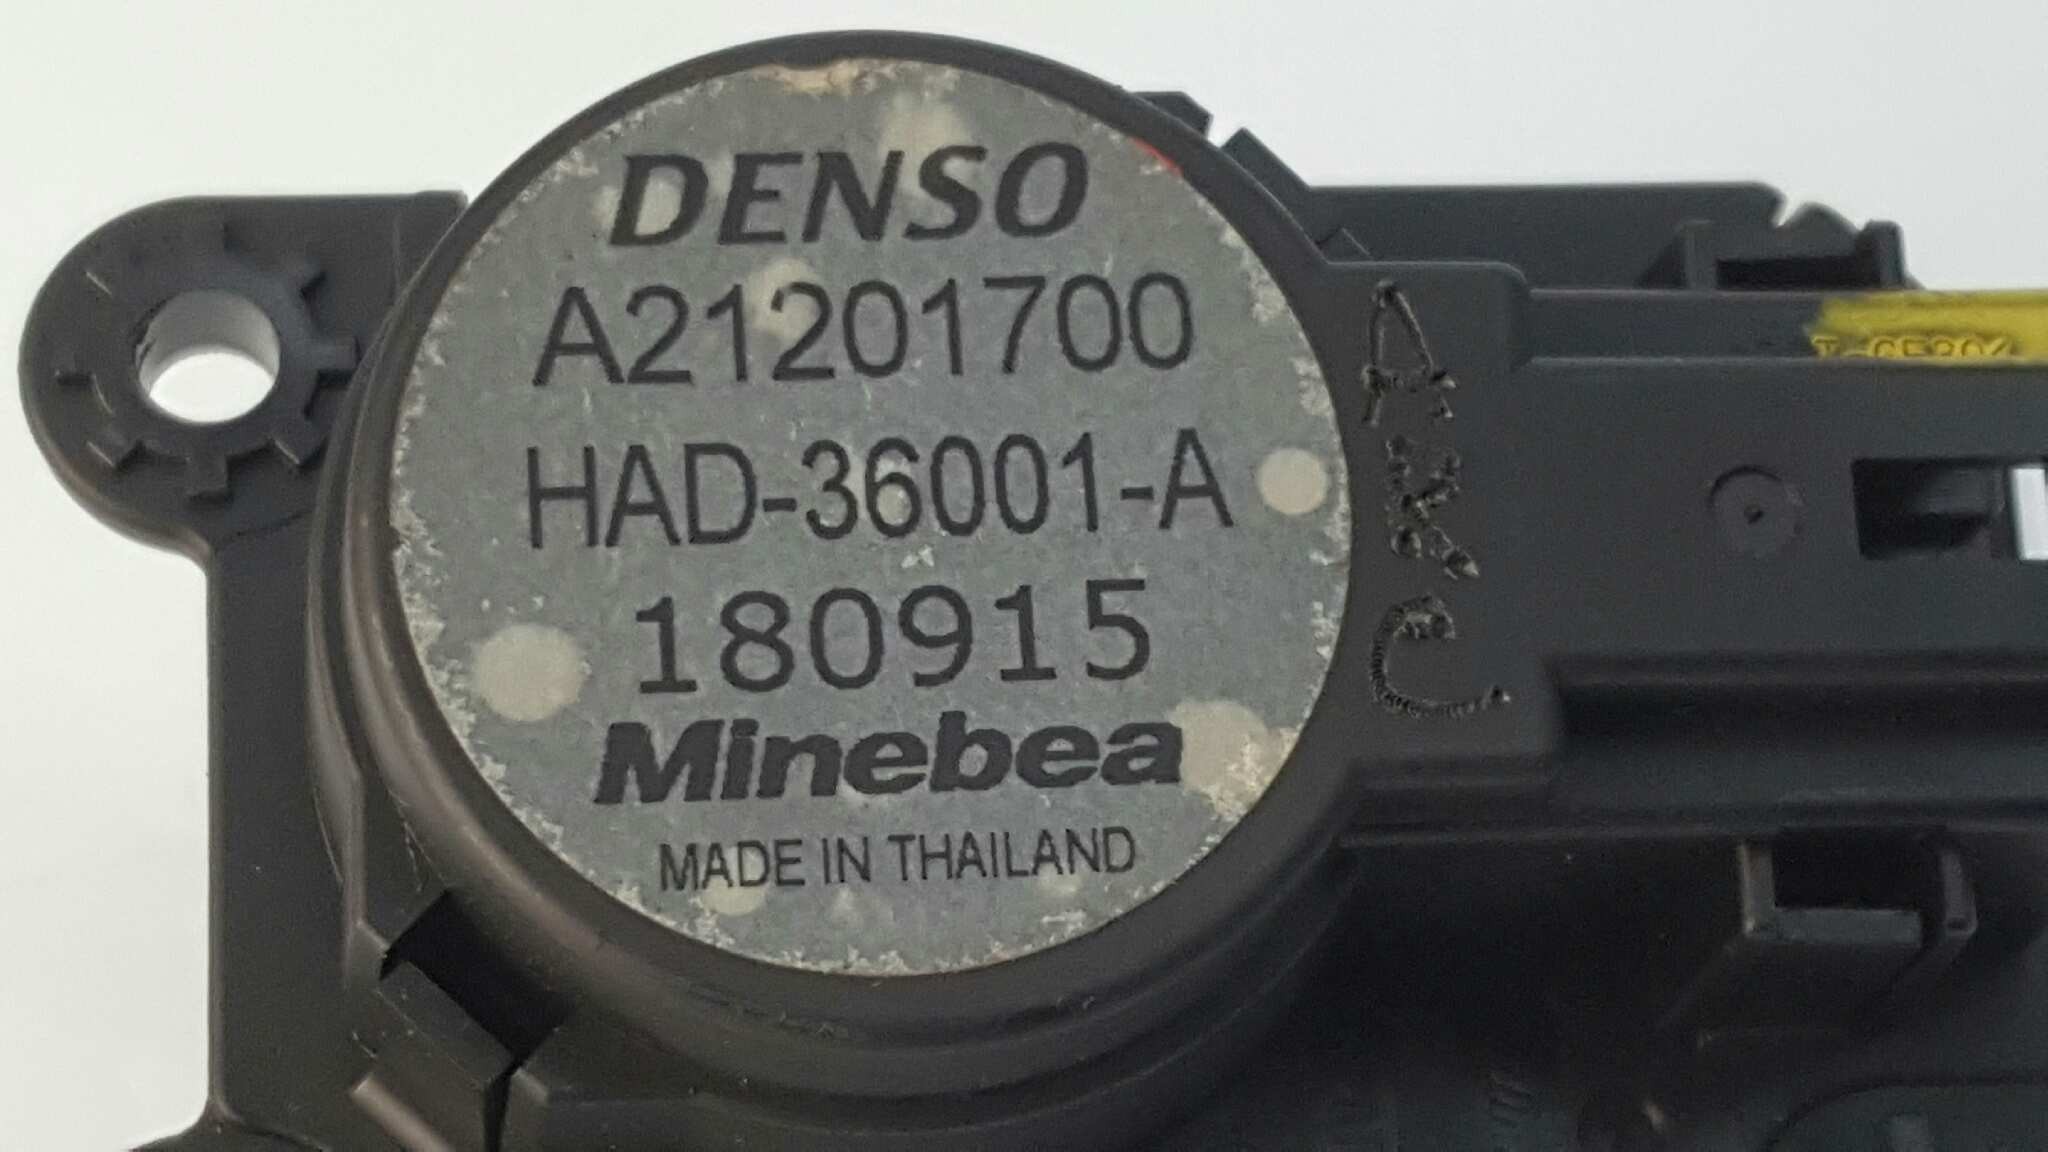 DENSO
A21201700
HAD-36001-A
180915
Minebea
MADE IN THAILAND